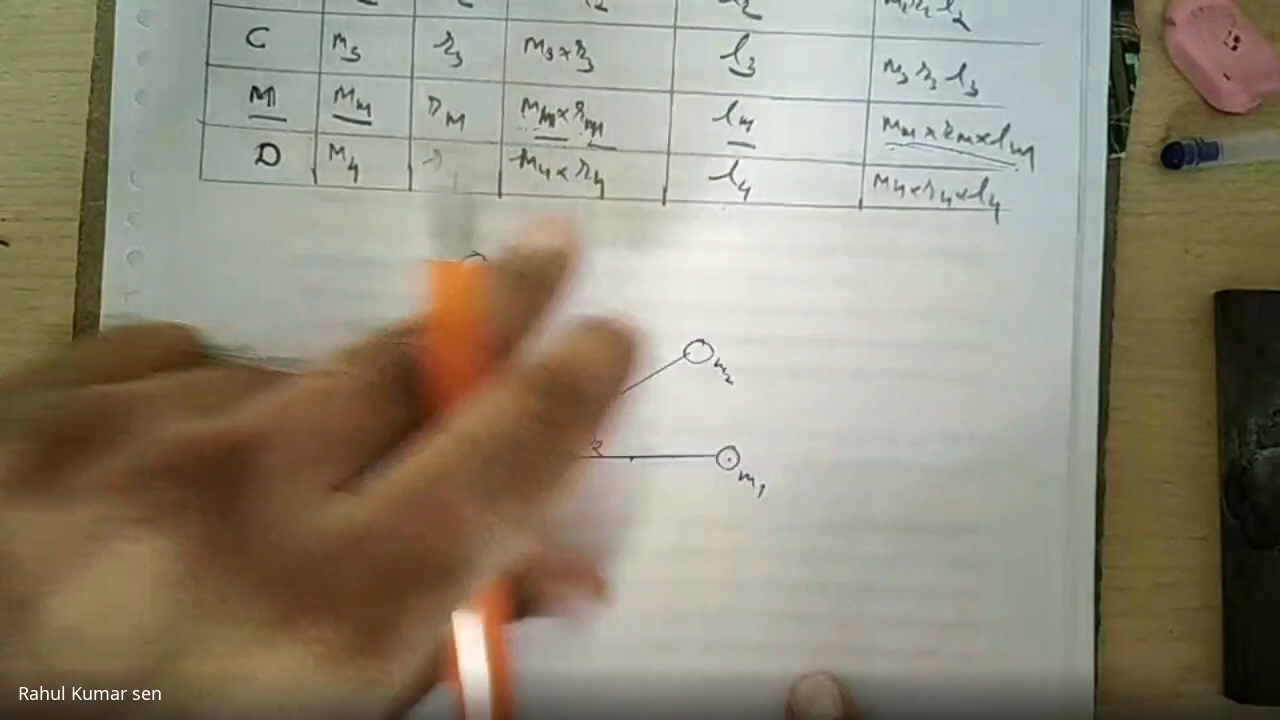 m₁r₂l₂
C m₃ r₃ m₃×r₃ l₃ m₃ r₃ l₃
M Mm rM Mm×rm lM Mm×rm×lm
D M4 r M4×r4 l4 M4×r4×l4
m₂
r
m₁
Rahul Kumar sen